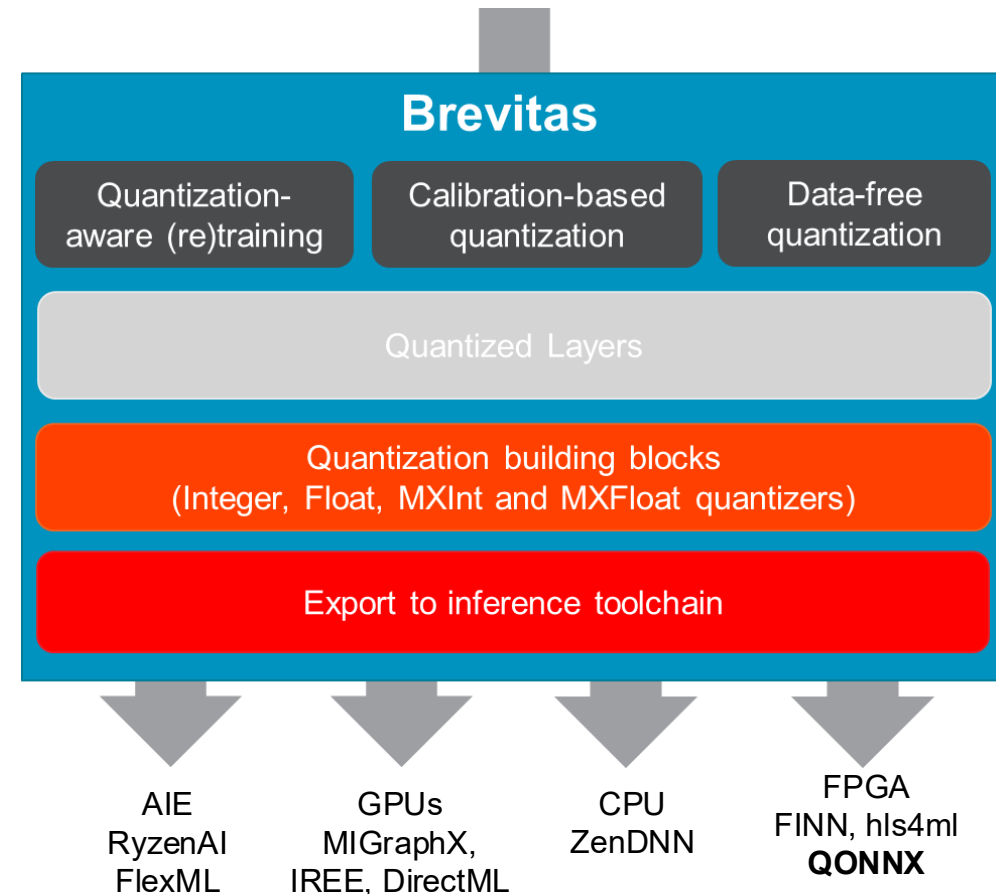 Brevitas
Quantization-
aware (re)training
Calibration-based
quantization
Data-free
quantization
Quantized Layers
Quantization building blocks
(Integer, Float, MXInt and MXFloat quantizers)
Export to inference toolchain
AIE
RyzenAI
FlexML
GPUs
MIGraphX,
IREE, DirectML
CPU
ZenDNN
FPGA
FINN, hls4ml
QONNX